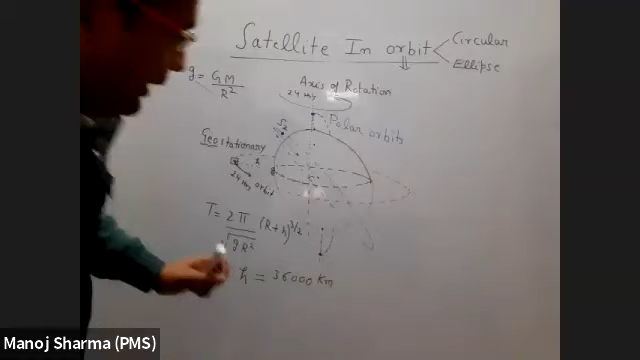 Satellite In orbit
Circular
Ellipse
g = GM / R²
Axis of Rotation
24 Hrs
Polar orbits
S₂
Geostationary
h
24 Hrs orbit
T = 2π / √gR² (R+h)^3/2
h = 36000 Km
Manoj Sharma (PMS)